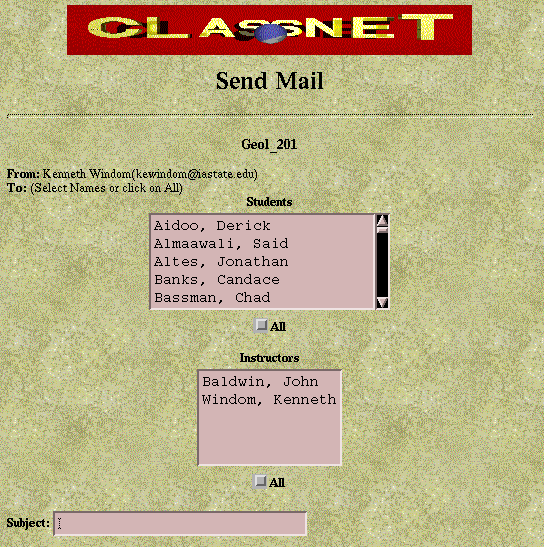 CLASSNET
Send Mail
Geol_201
From: Kenneth Windom(kewindom@iastate.edu)
To: (Select Names or click on All)
Students
Aidoo, Derick
Almaawali, Said
Altes, Jonathan
Banks, Candace
Bassman, Chad
All
Instructors
Baldwin, John
Windom, Kenneth
All
Subject: